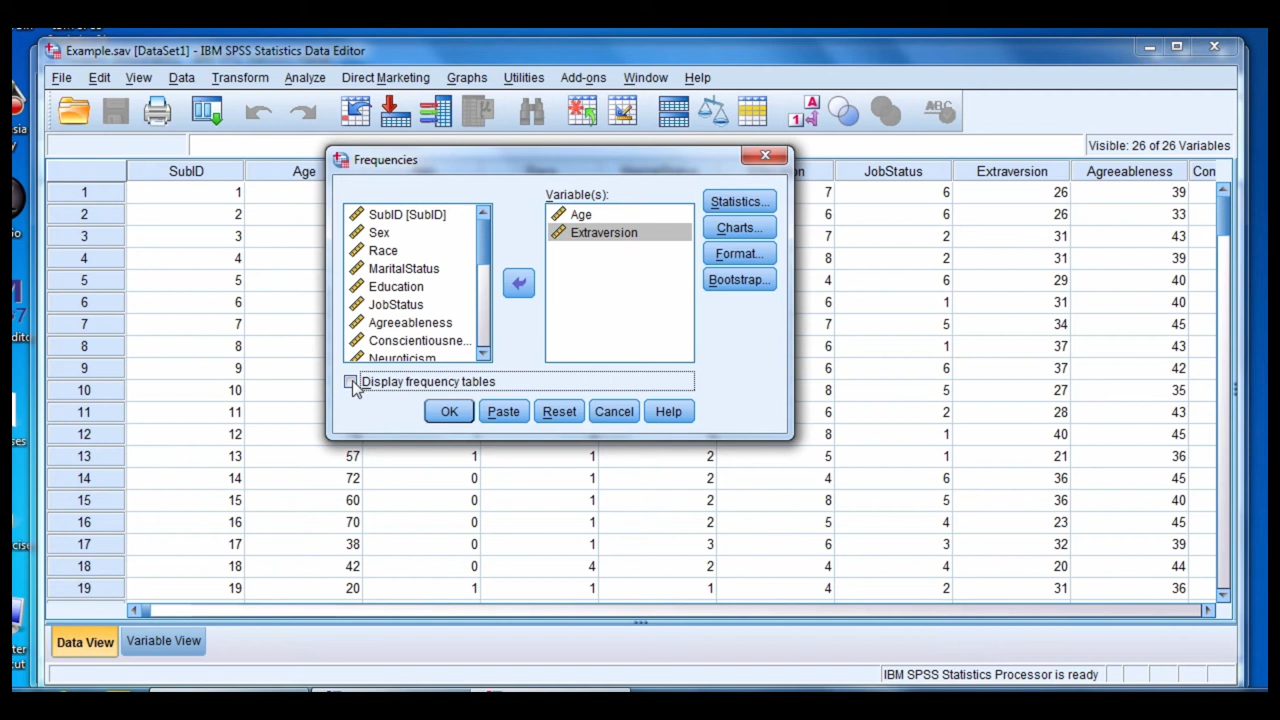 Example.sav [DataSet1] - IBM SPSS Statistics Data Editor
File Edit View Data Transform Analyze Direct Marketing Graphs Utilities Add-ons Window Help
Visible: 26 of 26 Variables
SubID Age JobStatus Extraversion Agreeableness Con
1 1 7 6 26 39
2 2 6 6 26 33
3 3 7 2 31 43
4 4 8 2 31 39
5 5 4 6 29 40
6 6 6 1 31 40
7 7 7 5 34 45
8 8 6 1 37 43
9 9 6 6 37 42
10 10 8 5 27 35
11 11 6 2 28 43
12 12 8 1 40 45
13 13 57 1 1 2 5 1 21 36
14 14 72 0 1 2 4 6 36 45
15 15 60 0 1 2 8 5 36 40
16 16 70 0 1 2 5 4 23 45
17 17 38 0 1 3 6 3 32 39
18 18 42 0 4 2 4 4 20 44
19 19 20 1 1 1 4 2 31 36
Frequencies
Variable(s):
SubID [SubID]
Sex
Race
MaritalStatus
Education
JobStatus
Agreeableness
Conscientiousne...
Neuroticism
Age
Extraversion
Statistics...
Charts...
Format...
Bootstrap...
Display frequency tables
OK Paste Reset Cancel Help
Data View Variable View
IBM SPSS Statistics Processor is ready